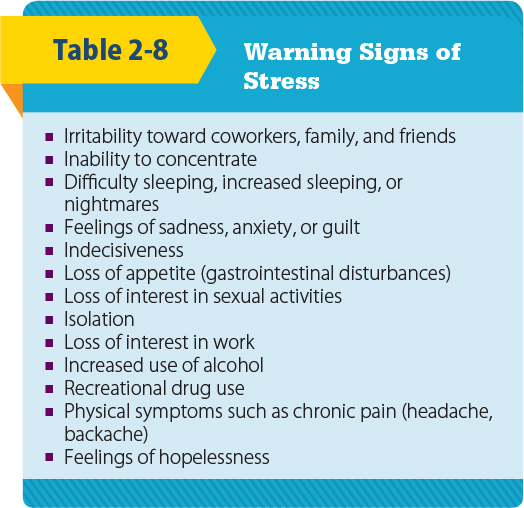 Table 2-8
Warning Signs of
Stress
■ Irritability toward coworkers, family, and friends
■ Inability to concentrate
■ Difficulty sleeping, increased sleeping, or
nightmares
■ Feelings of sadness, anxiety, or guilt
■ Indecisiveness
■ Loss of appetite (gastrointestinal disturbances)
■ Loss of interest in sexual activities
■ Isolation
■ Loss of interest in work
■ Increased use of alcohol
■ Recreational drug use
■ Physical symptoms such as chronic pain (headache,
backache)
■ Feelings of hopelessness